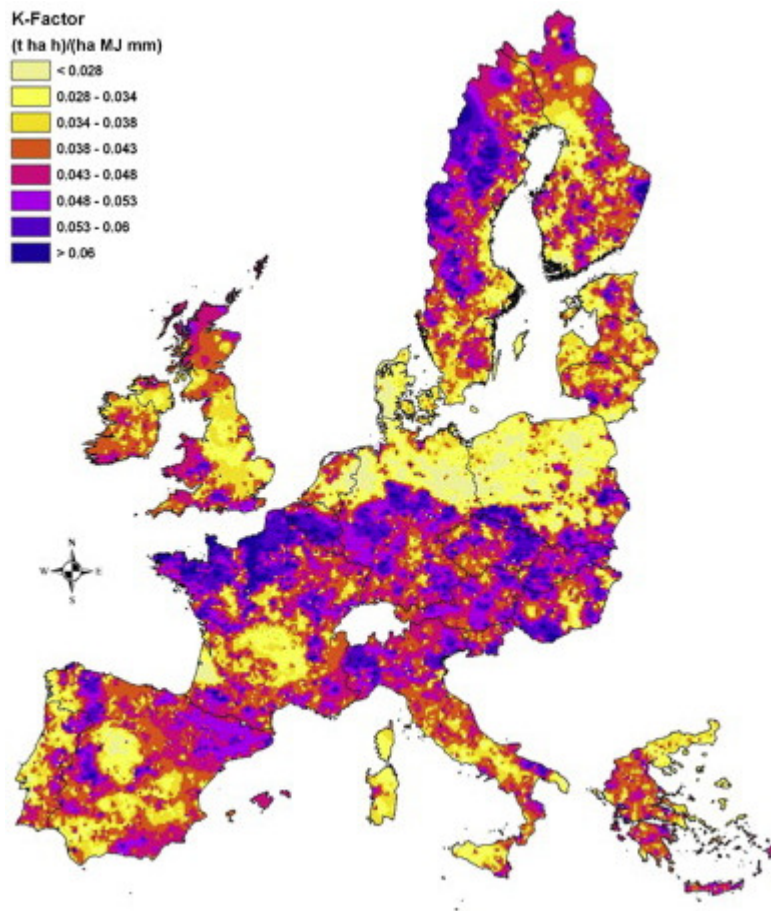 K-Factor
(t ha h)/(ha MJ mm)
< 0.028
0.028 - 0.034
0.034 - 0.038
0.038 - 0.043
0.043 - 0.048
0.048 - 0.053
0.053 - 0.06
> 0.06
N
W E
S